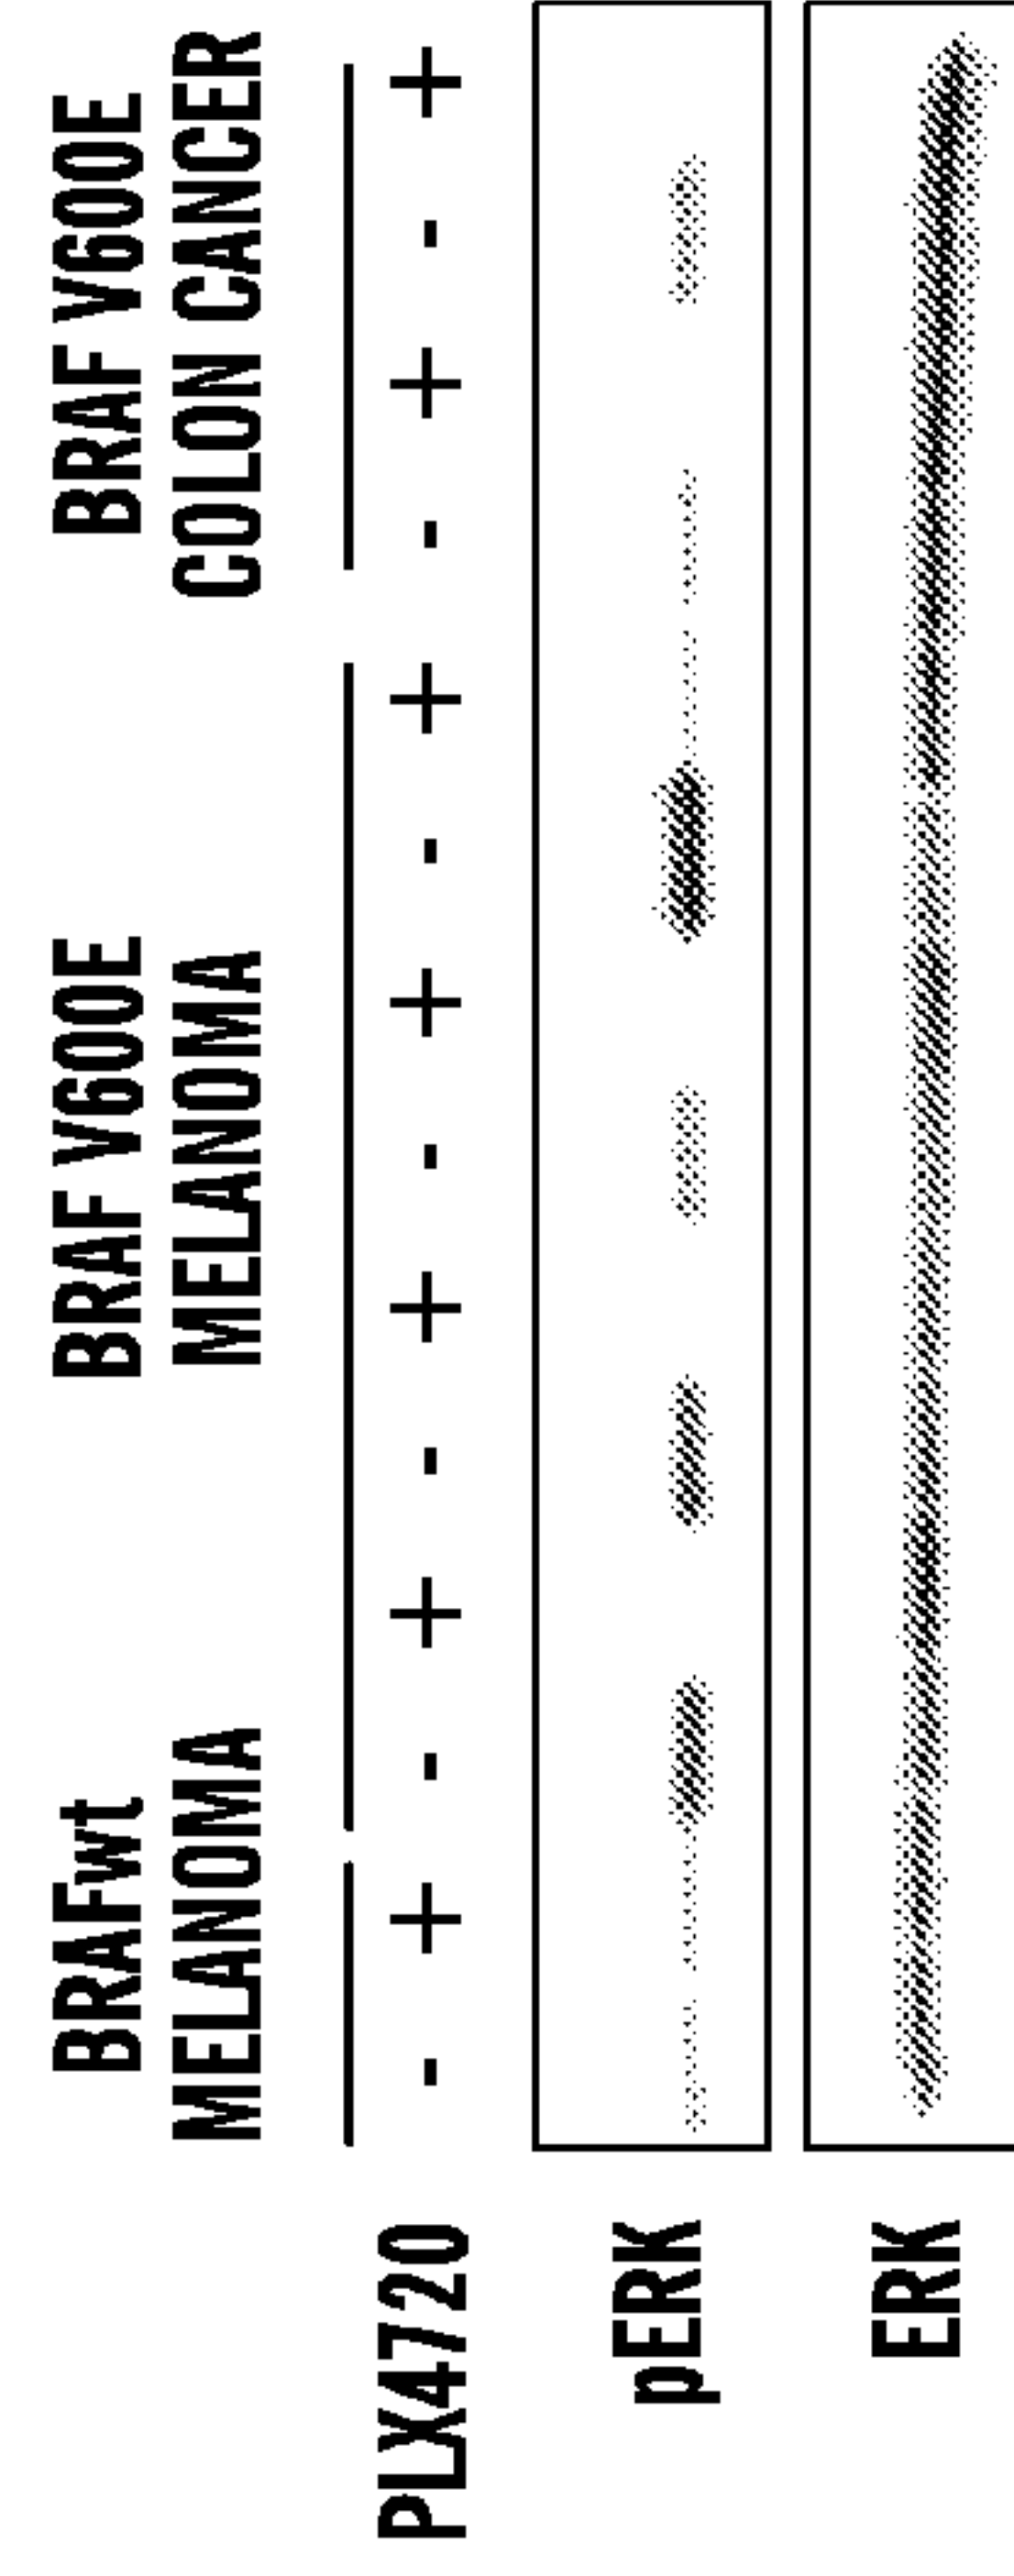 BRAFwt
MELANOMA
BRAF V600E
MELANOMA
BRAF V600E
COLON CANCER
PLX4720 - + - + - + - + - + - + - +
pERK
ERK